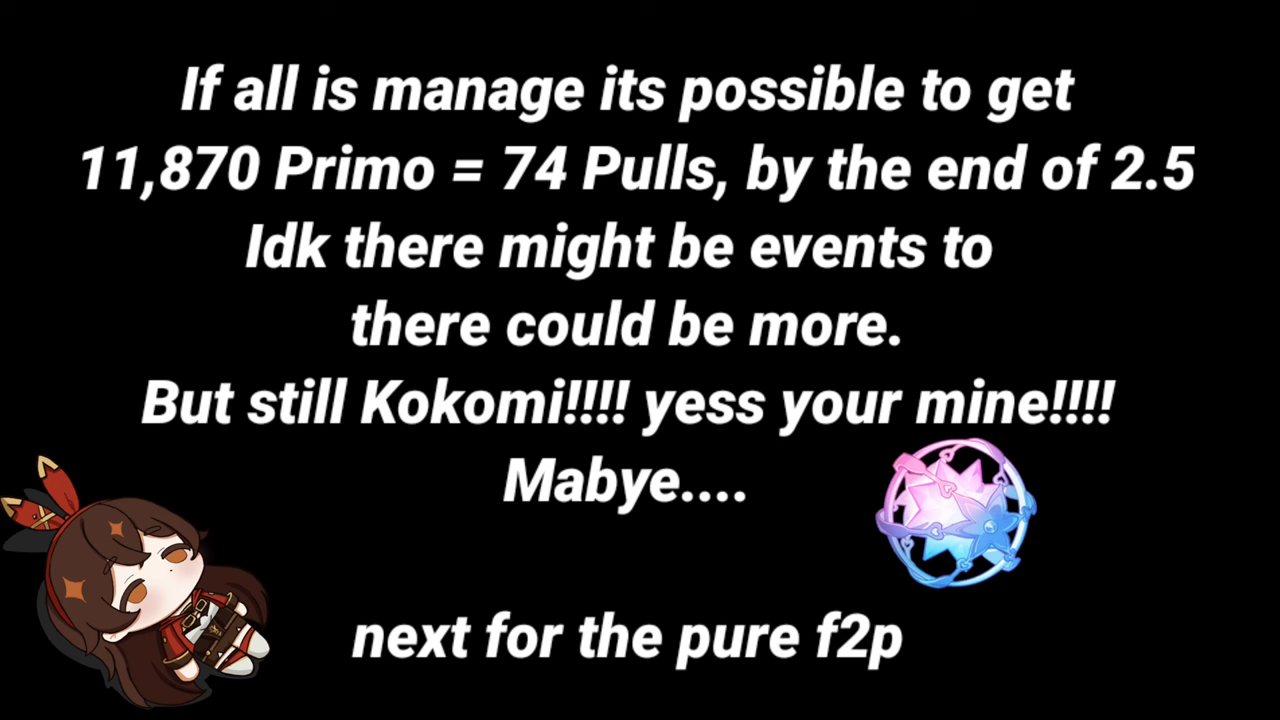 If all is manage its possible to get
11,870 Primo = 74 Pulls, by the end of 2.5
Idk there might be events to
there could be more.
But still Kokomi!!!! yess your mine!!!!
Mabye....
next for the pure f2p